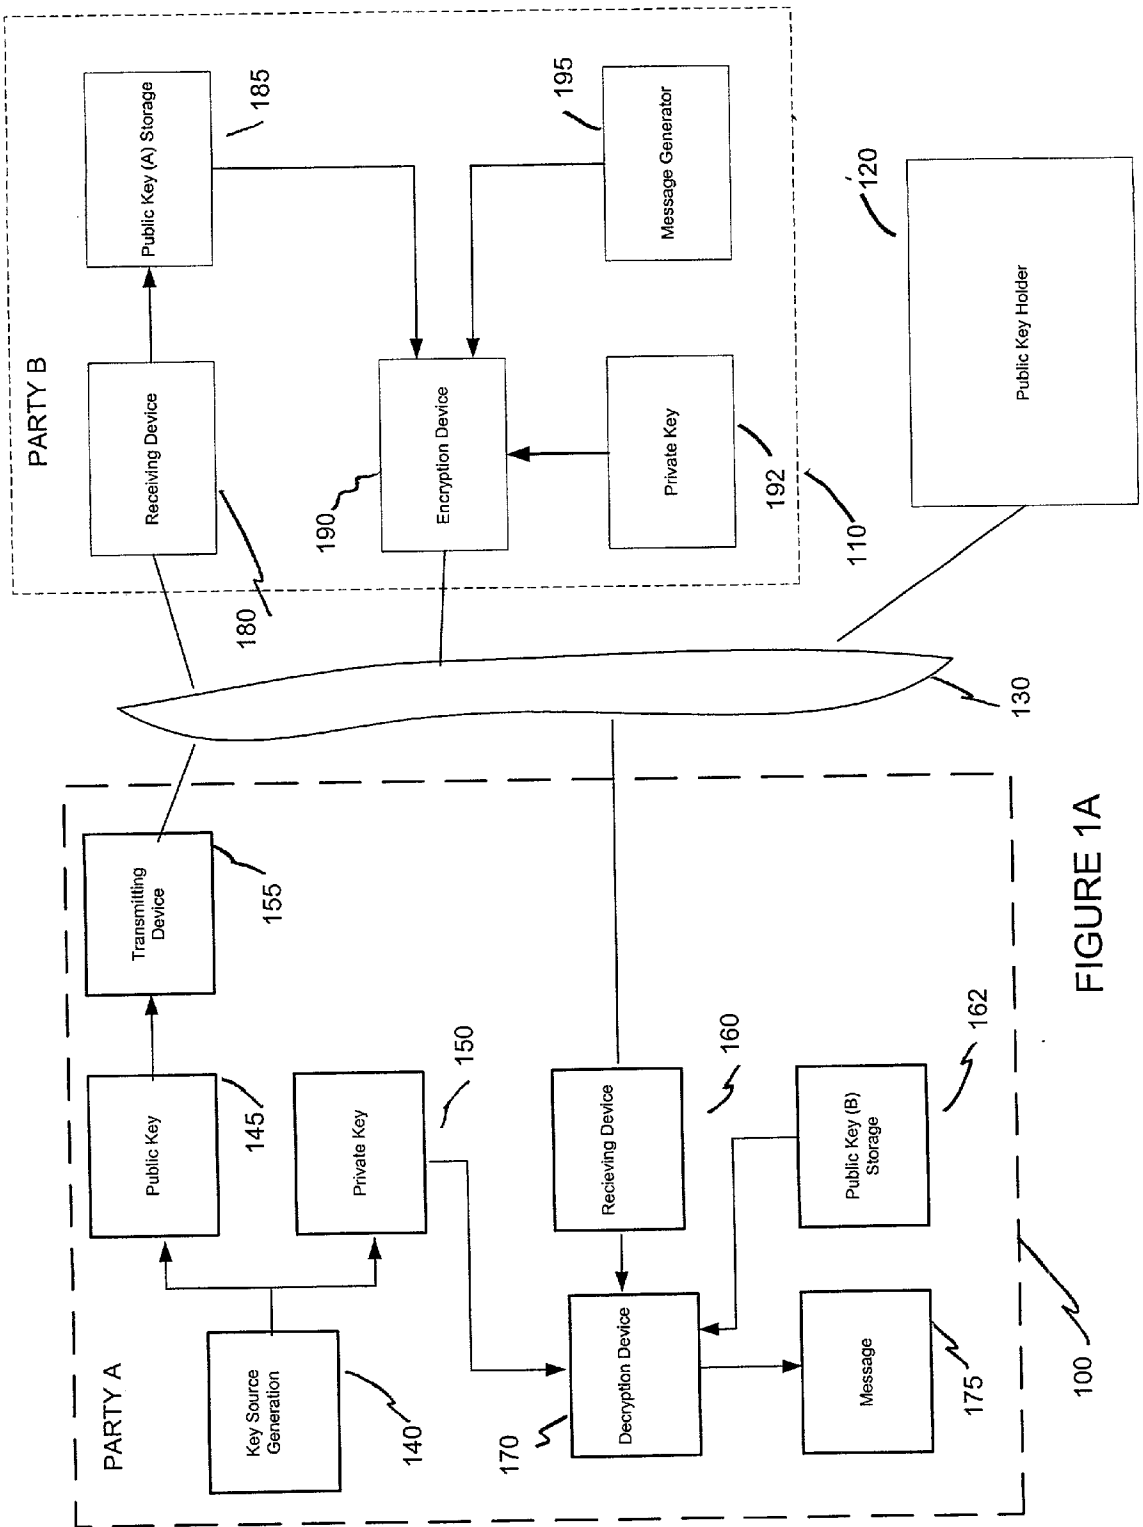 PARTY A
Key Source
Generation
140
Public Key
145
Private Key
150
Transmitting
Device
155
Recieving Device
160
Public Key (B)
Storage
162
Decryption Device
170
Message
175
100
130
PARTY B
Receiving Device
180
Public Key (A) Storage
185
Encryption Device
190
Private Key
192
Message Generator
195
110
Public Key Holder
120
FIGURE 1A